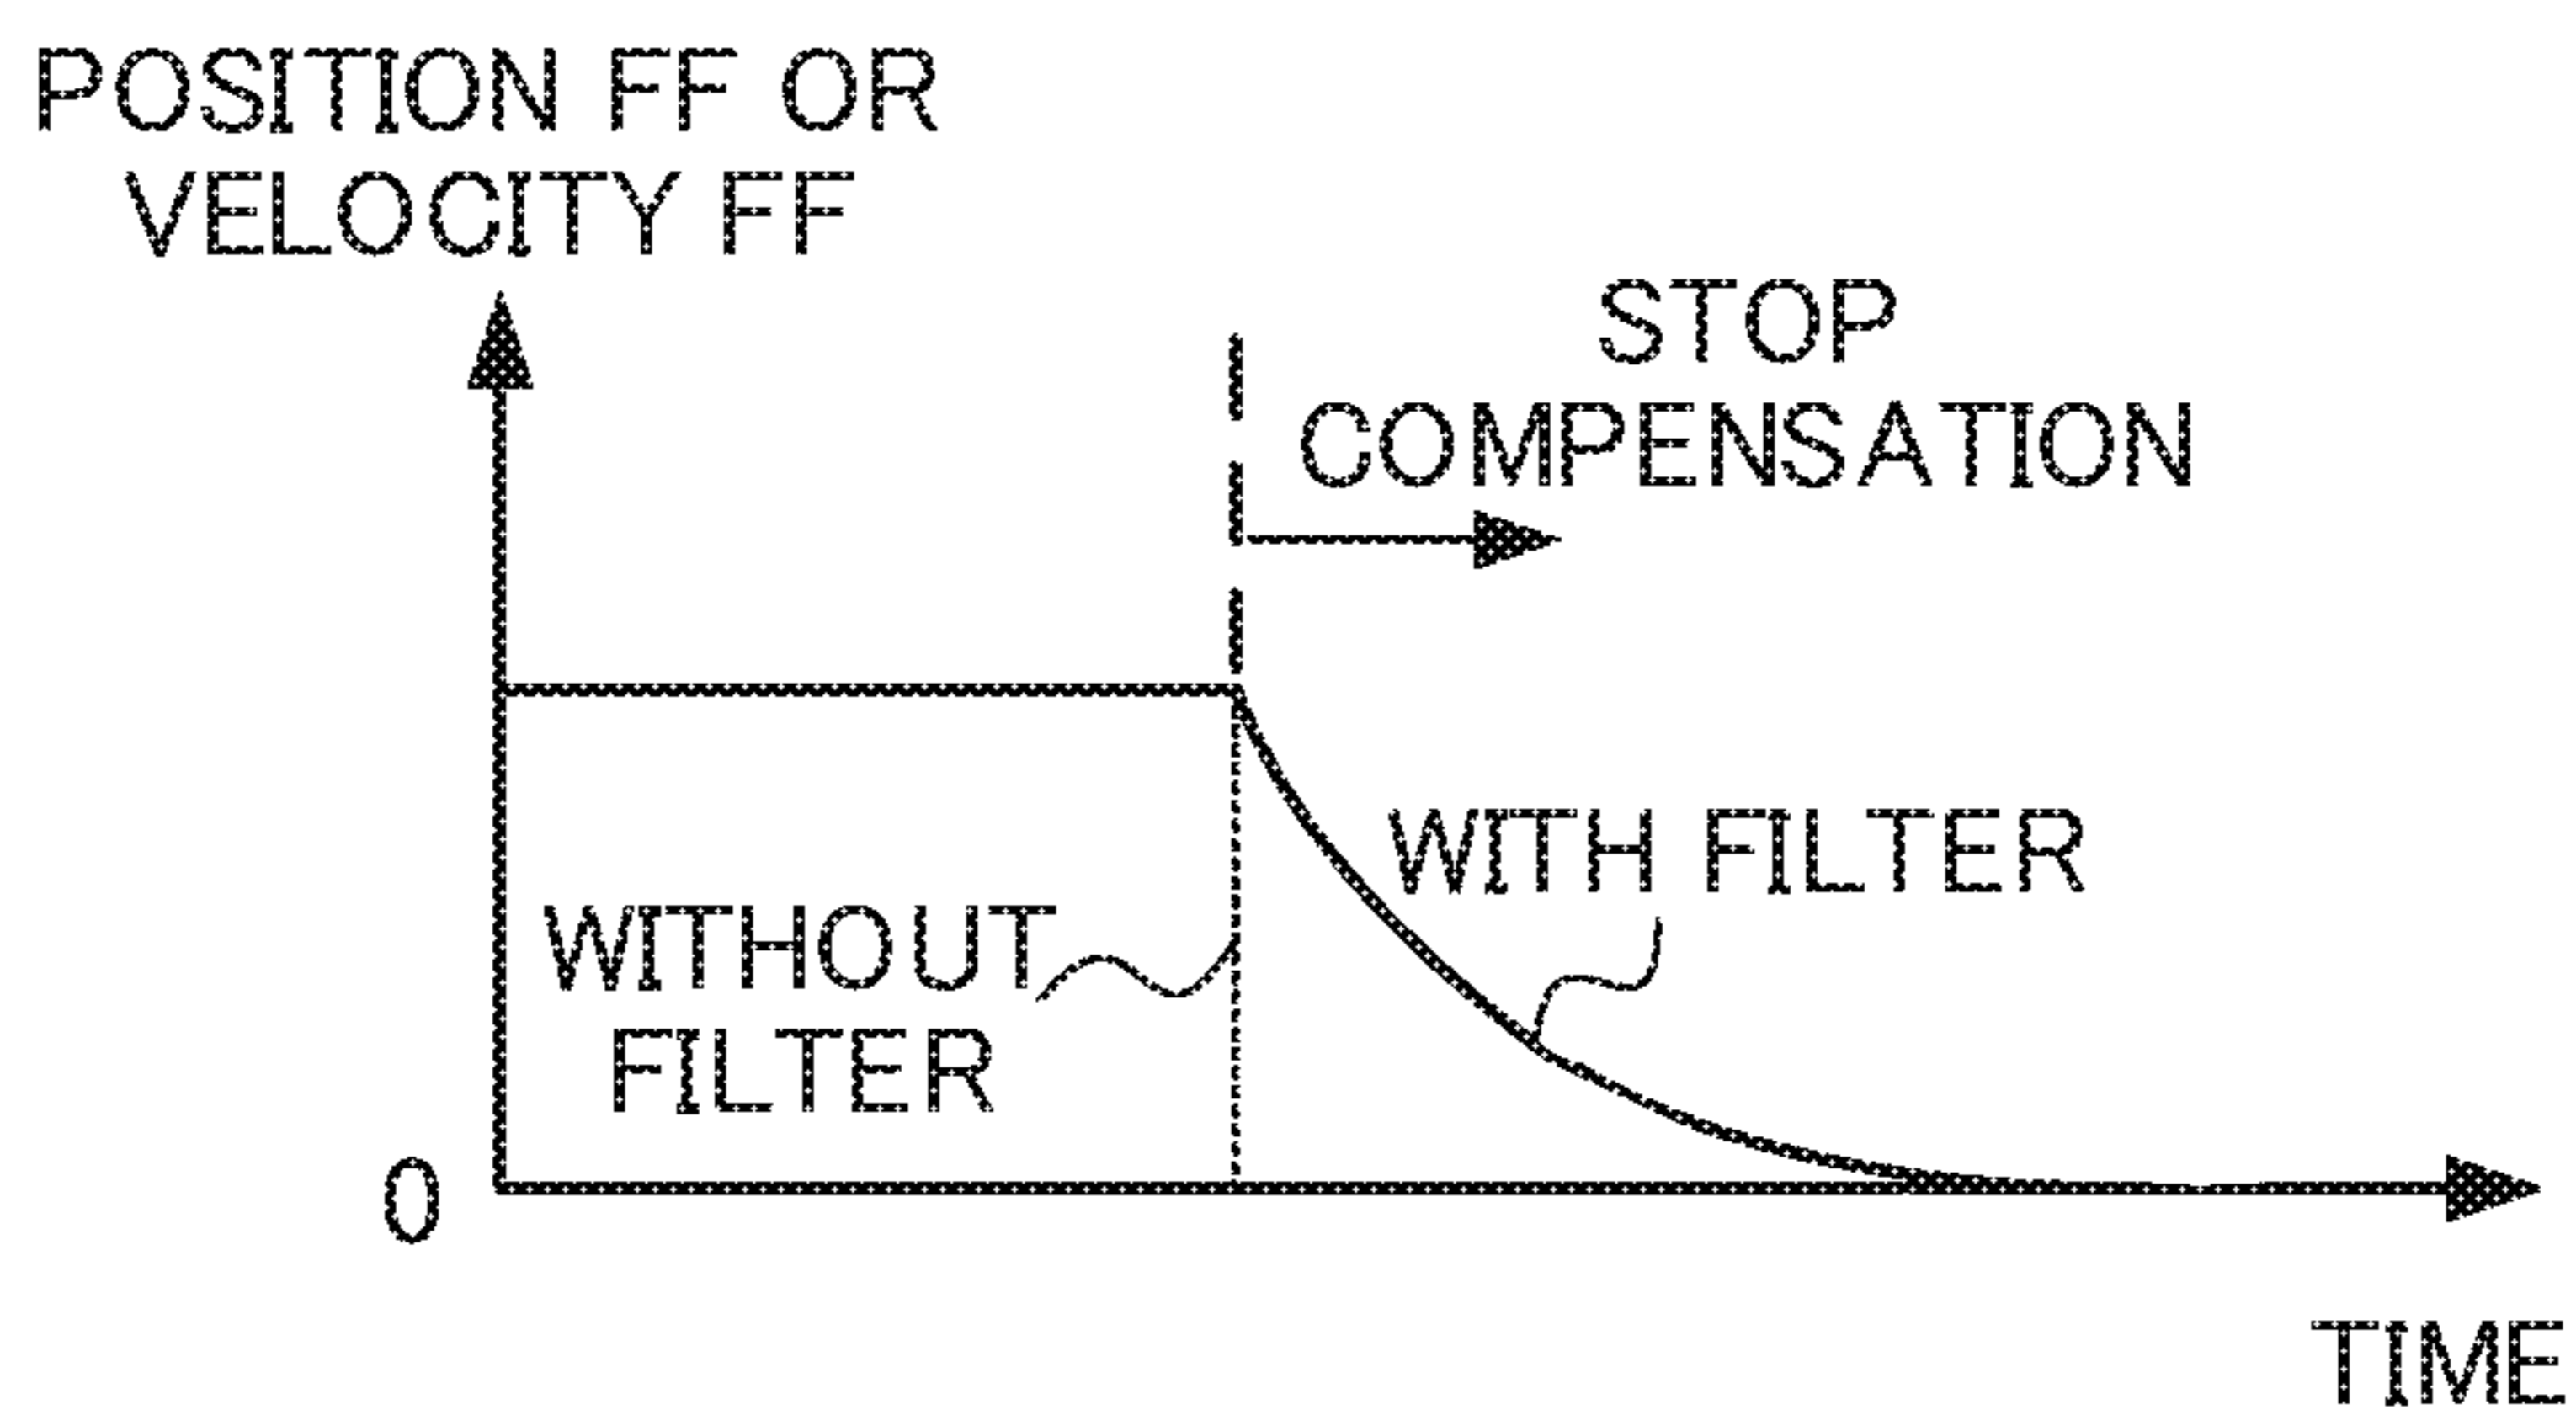 POSITION FF OR
VELOCITY FF
STOP
COMPENSATION
WITH FILTER
WITHOUT
FILTER
0
TIME